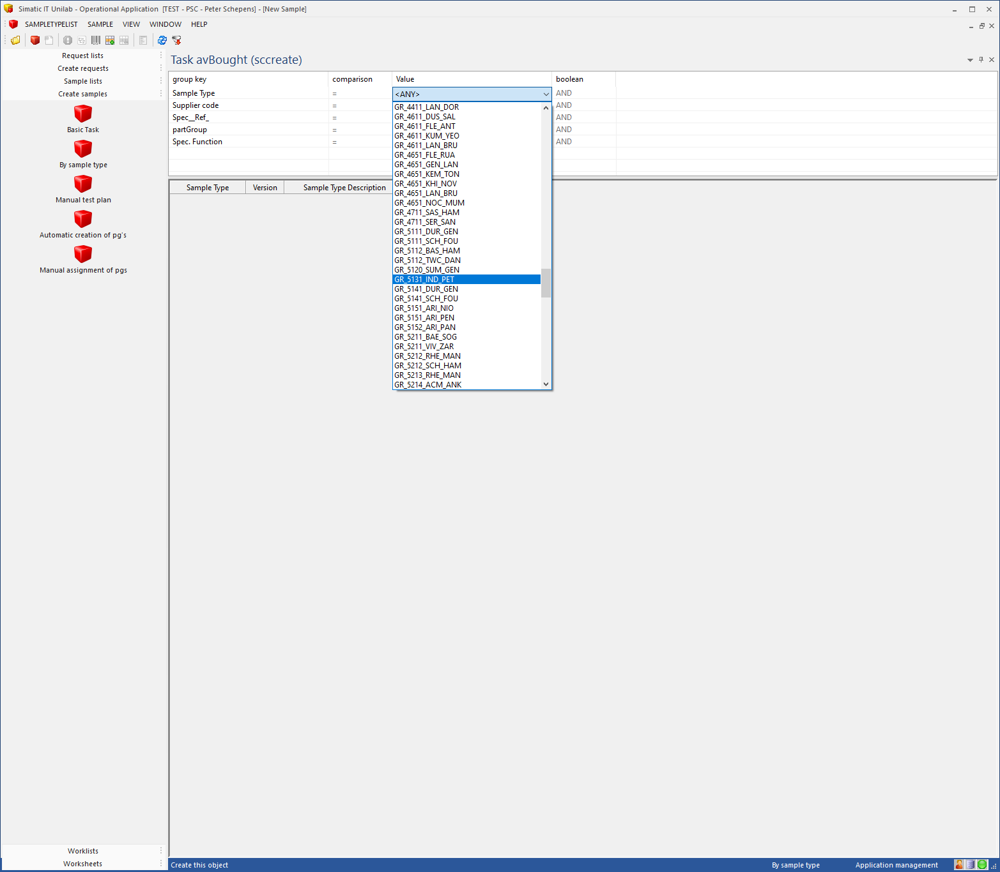 Simatic IT Unilab - Operational Application [TEST - PSC - Peter Schepens] - [New Sample]
SAMPLETYPELIST SAMPLE VIEW WINDOW HELP
Request lists
Create requests
Sample lists
Create samples
Basic Task
By sample type
Manual test plan
Automatic creation of pg's
Manual assignment of pgs
Worklists
Worksheets
Task avBought (sccreate)
group key comparison Value boolean
Sample Type = <ANY> AND
Supplier code = AND
Spec__Ref_ = AND
partGroup = AND
Spec. Function = AND
Sample Type Version Sample Type Description
GR_4411_LAN_DOR
GR_4611_DUS_SAL
GR_4611_FLE_ANT
GR_4611_KUM_YEO
GR_4611_LAN_BRU
GR_4651_FLE_RUA
GR_4651_GEN_LAN
GR_4651_KEM_TON
GR_4651_KHI_NOV
GR_4651_LAN_BRU
GR_4651_NOC_MUM
GR_4711_SAS_HAM
GR_4711_SER_SAN
GR_5111_DUR_GEN
GR_5111_SCH_FOU
GR_5112_BAS_HAM
GR_5112_TWC_DAN
GR_5120_SUM_GEN
GR_5131_IND_PET
GR_5141_DUR_GEN
GR_5141_SCH_FOU
GR_5151_ARI_NIO
GR_5151_ARI_PEN
GR_5152_ARI_PAN
GR_5211_BAE_SOG
GR_5211_VIV_ZAR
GR_5212_RHE_MAN
GR_5212_SCH_HAM
GR_5213_RHE_MAN
GR_5214_ACM_ANK
Create this object By sample type Application management